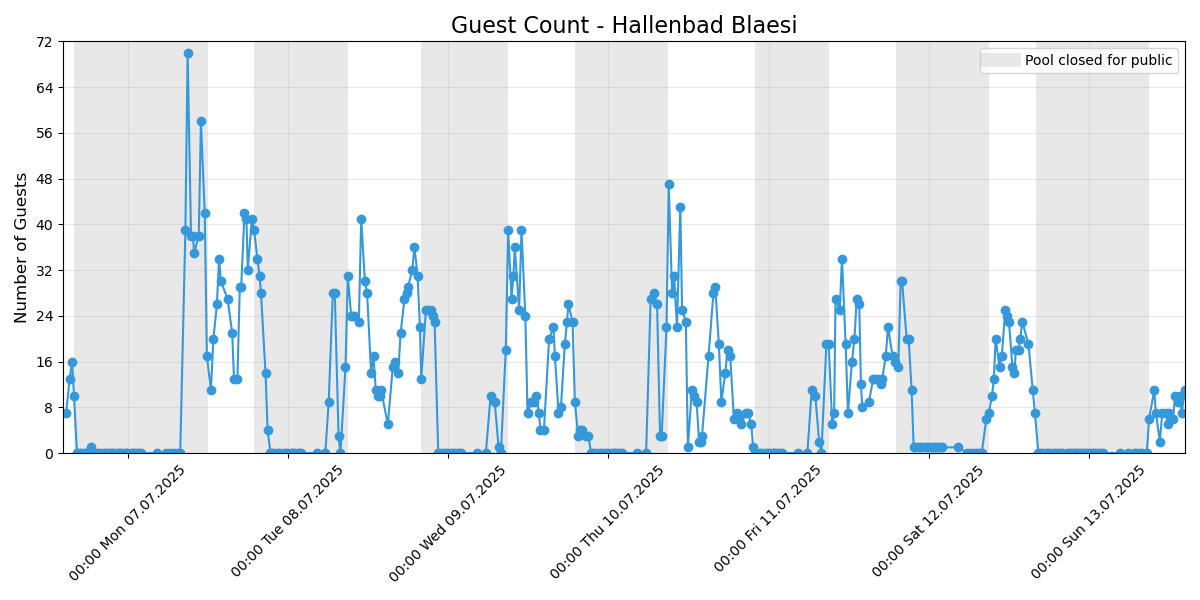 Guest Count - Hallenbad Blaesi
Pool closed for public
Number of Guests
72
64
56
48
40
32
24
16
8
0
00:00 Mon 07.07.2025
00:00 Tue 08.07.2025
00:00 Wed 09.07.2025
00:00 Thu 10.07.2025
00:00 Fri 11.07.2025
00:00 Sat 12.07.2025
00:00 Sun 13.07.2025